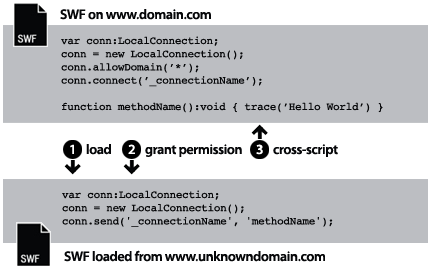 SWF on www.domain.com
SWF
var conn:LocalConnection;
conn = new LocalConnection();
conn.allowDomain(‘*’);
conn.connect(‘_connectionName’);
function methodName():void { trace(‘Hello World’) }
1 load 2 grant permission 3 cross-script
var conn:LocalConnection;
conn = new LocalConnection();
conn.send('_connectionName', 'methodName');
SWF
SWF loaded from www.unknowndomain.com